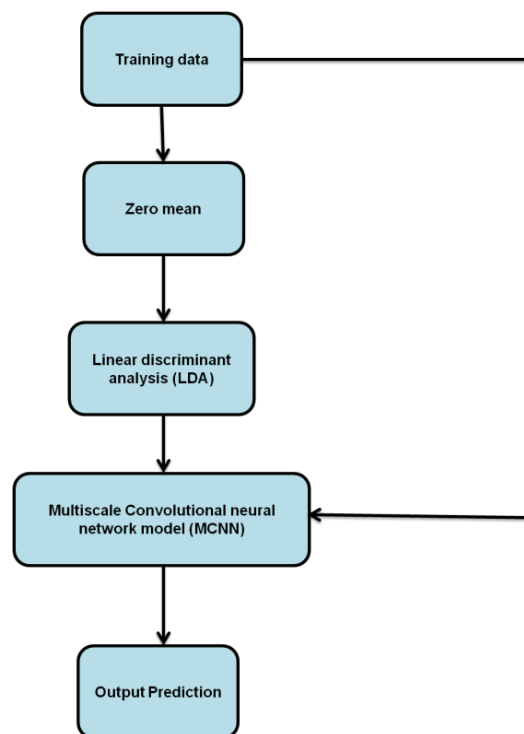 Training data
Zero mean
Linear discriminant
analysis (LDA)
Multiscale Convolutional neural
network model (MCNN)
Output Prediction